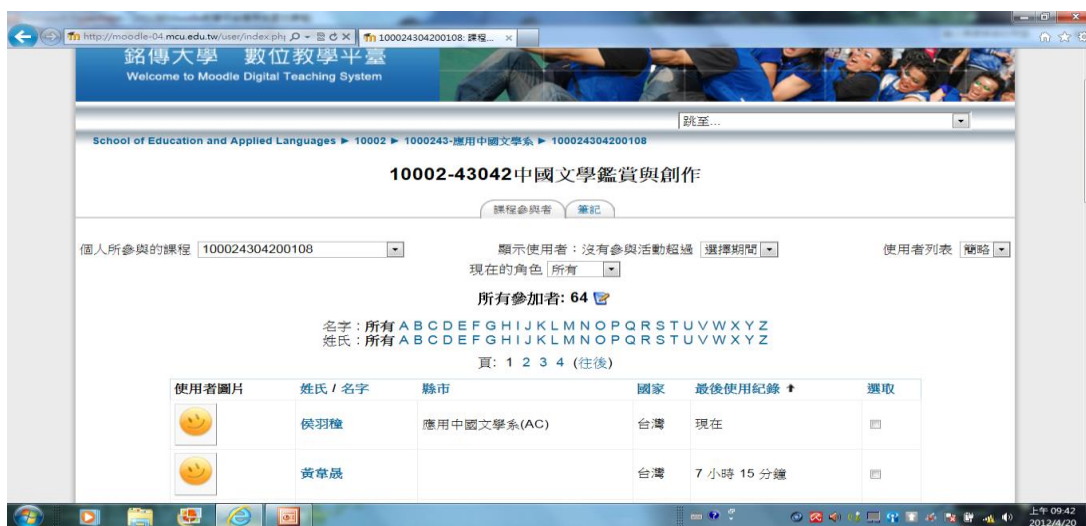 http://moodle-04.mcu.edu.tw/user/index.php
100024304200108: 課程...
銘傳大學 數位教學平臺
Welcome to Moodle Digital Teaching System
跳至...
School of Education and Applied Languages ► 10002 ► 1000243-應用中國文學系 ► 100024304200108
10002-43042中國文學鑑賞與創作
課程參與者 筆記
個人所參與的課程 100024304200108 顯示使用者：沒有參與活動超過 選擇期間 使用者列表 簡略
現在的角色 所有
所有參加者: 64
名字：所有 A B C D E F G H I J K L M N O P Q R S T U V W X Y Z
姓氏：所有 A B C D E F G H I J K L M N O P Q R S T U V W X Y Z
頁: 1 2 3 4 (往後)
使用者圖片 姓氏 / 名字 縣市 國家 最後使用紀錄 ↑ 選取
侯羽穜 應用中國文學系(AC) 台灣 現在
黃韋晟 台灣 7 小時 15 分鐘
上午 09:42
2012/4/20